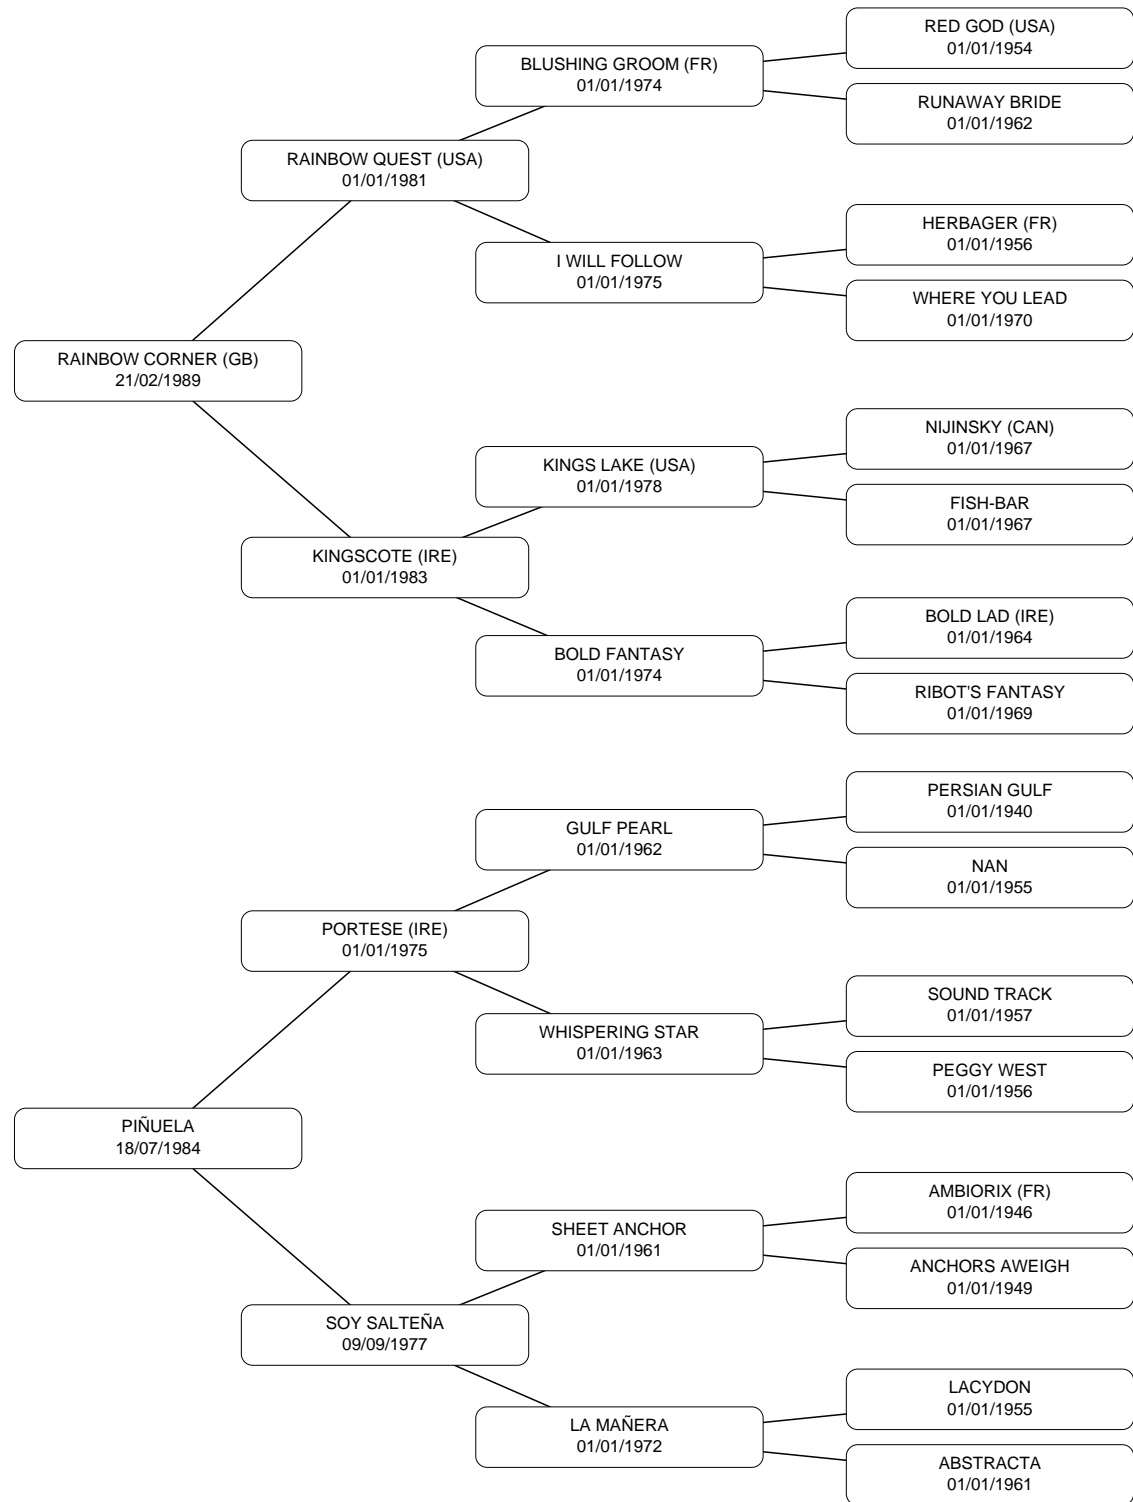 RED GOD (USA)
01/01/1954
BLUSHING GROOM (FR)
01/01/1974
RUNAWAY BRIDE
01/01/1962
RAINBOW QUEST (USA)
01/01/1981
HERBAGER (FR)
01/01/1956
I WILL FOLLOW
01/01/1975
WHERE YOU LEAD
01/01/1970
RAINBOW CORNER (GB)
21/02/1989
NIJINSKY (CAN)
01/01/1967
KINGS LAKE (USA)
01/01/1978
FISH-BAR
01/01/1967
KINGSCOTE (IRE)
01/01/1983
BOLD LAD (IRE)
01/01/1964
BOLD FANTASY
01/01/1974
RIBOT'S FANTASY
01/01/1969
PERSIAN GULF
01/01/1940
GULF PEARL
01/01/1962
NAN
01/01/1955
PORTESE (IRE)
01/01/1975
SOUND TRACK
01/01/1957
WHISPERING STAR
01/01/1963
PEGGY WEST
01/01/1956
PIÑUELA
18/07/1984
AMBIORIX (FR)
01/01/1946
SHEET ANCHOR
01/01/1961
ANCHORS AWEIGH
01/01/1949
SOY SALTEÑA
09/09/1977
LACYDON
01/01/1955
LA MAÑERA
01/01/1972
ABSTRACTA
01/01/1961